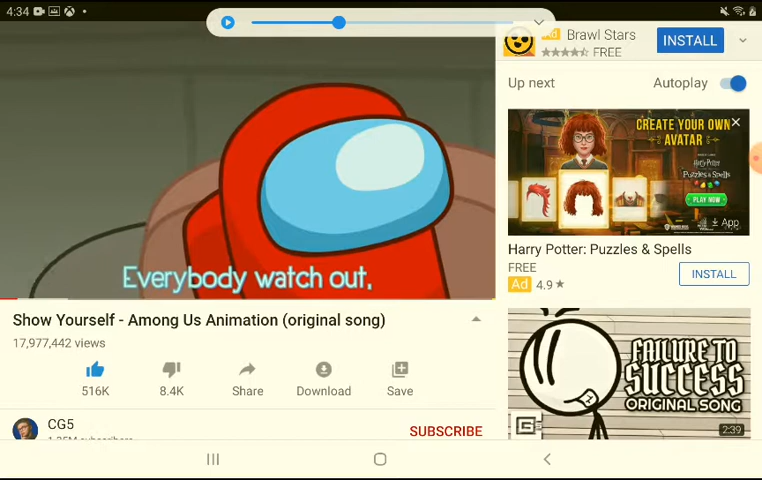 4:34
Everybody watch out,
Show Yourself - Among Us Animation (original song)
17,977,442 views
516K
8.4K
Share
Download
Save
CG5
SUBSCRIBE
Ad Brawl Stars
FREE
INSTALL
Up next
Autoplay
CREATE YOUR OWN
AVATAR
Harry Potter
Puzzles & Spells
PLAY NOW
App
Harry Potter: Puzzles & Spells
FREE
Ad 4.9★
INSTALL
FAILURE TO
SUCCESS
ORIGINAL SONG
2:39